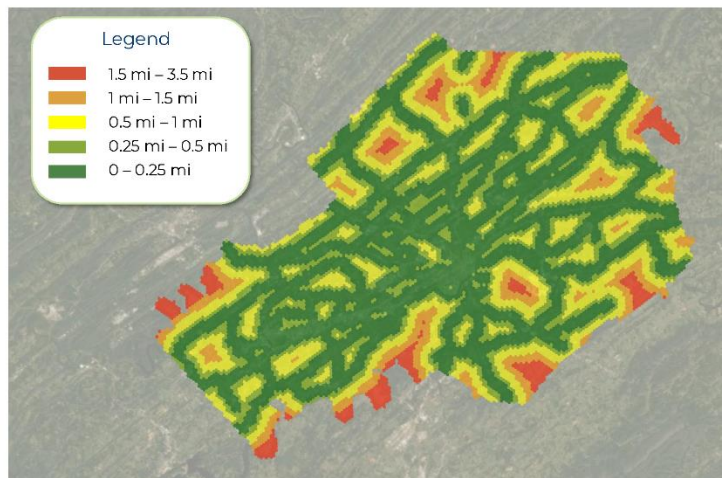 Legend
1.5 mi – 3.5 mi
1 mi – 1.5 mi
0.5 mi – 1 mi
0.25 mi – 0.5 mi
0 – 0.25 mi